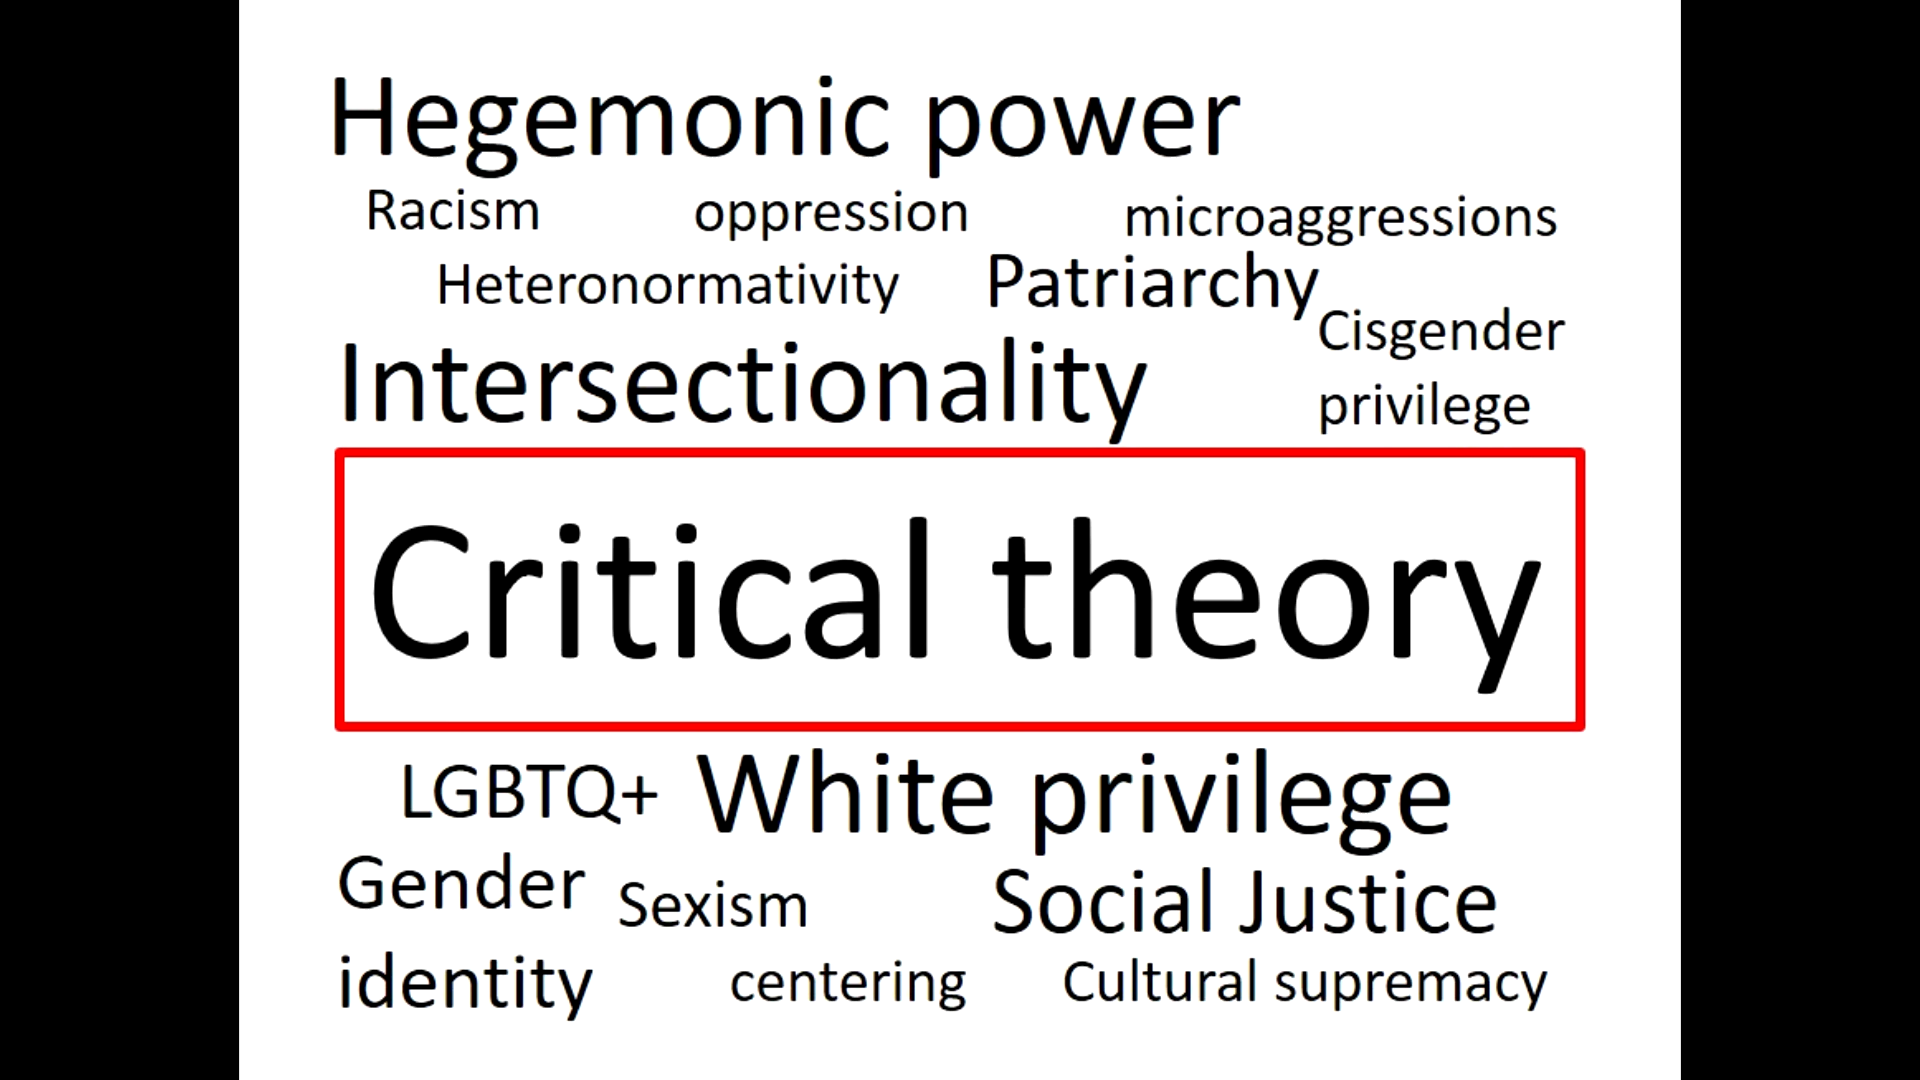 Hegemonic power
Racism oppression microaggressions
Heteronormativity Patriarchy
Cisgender
privilege
Intersectionality
Critical theory
LGBTQ+ White privilege
Gender
identity
Sexism Social Justice
centering Cultural supremacy